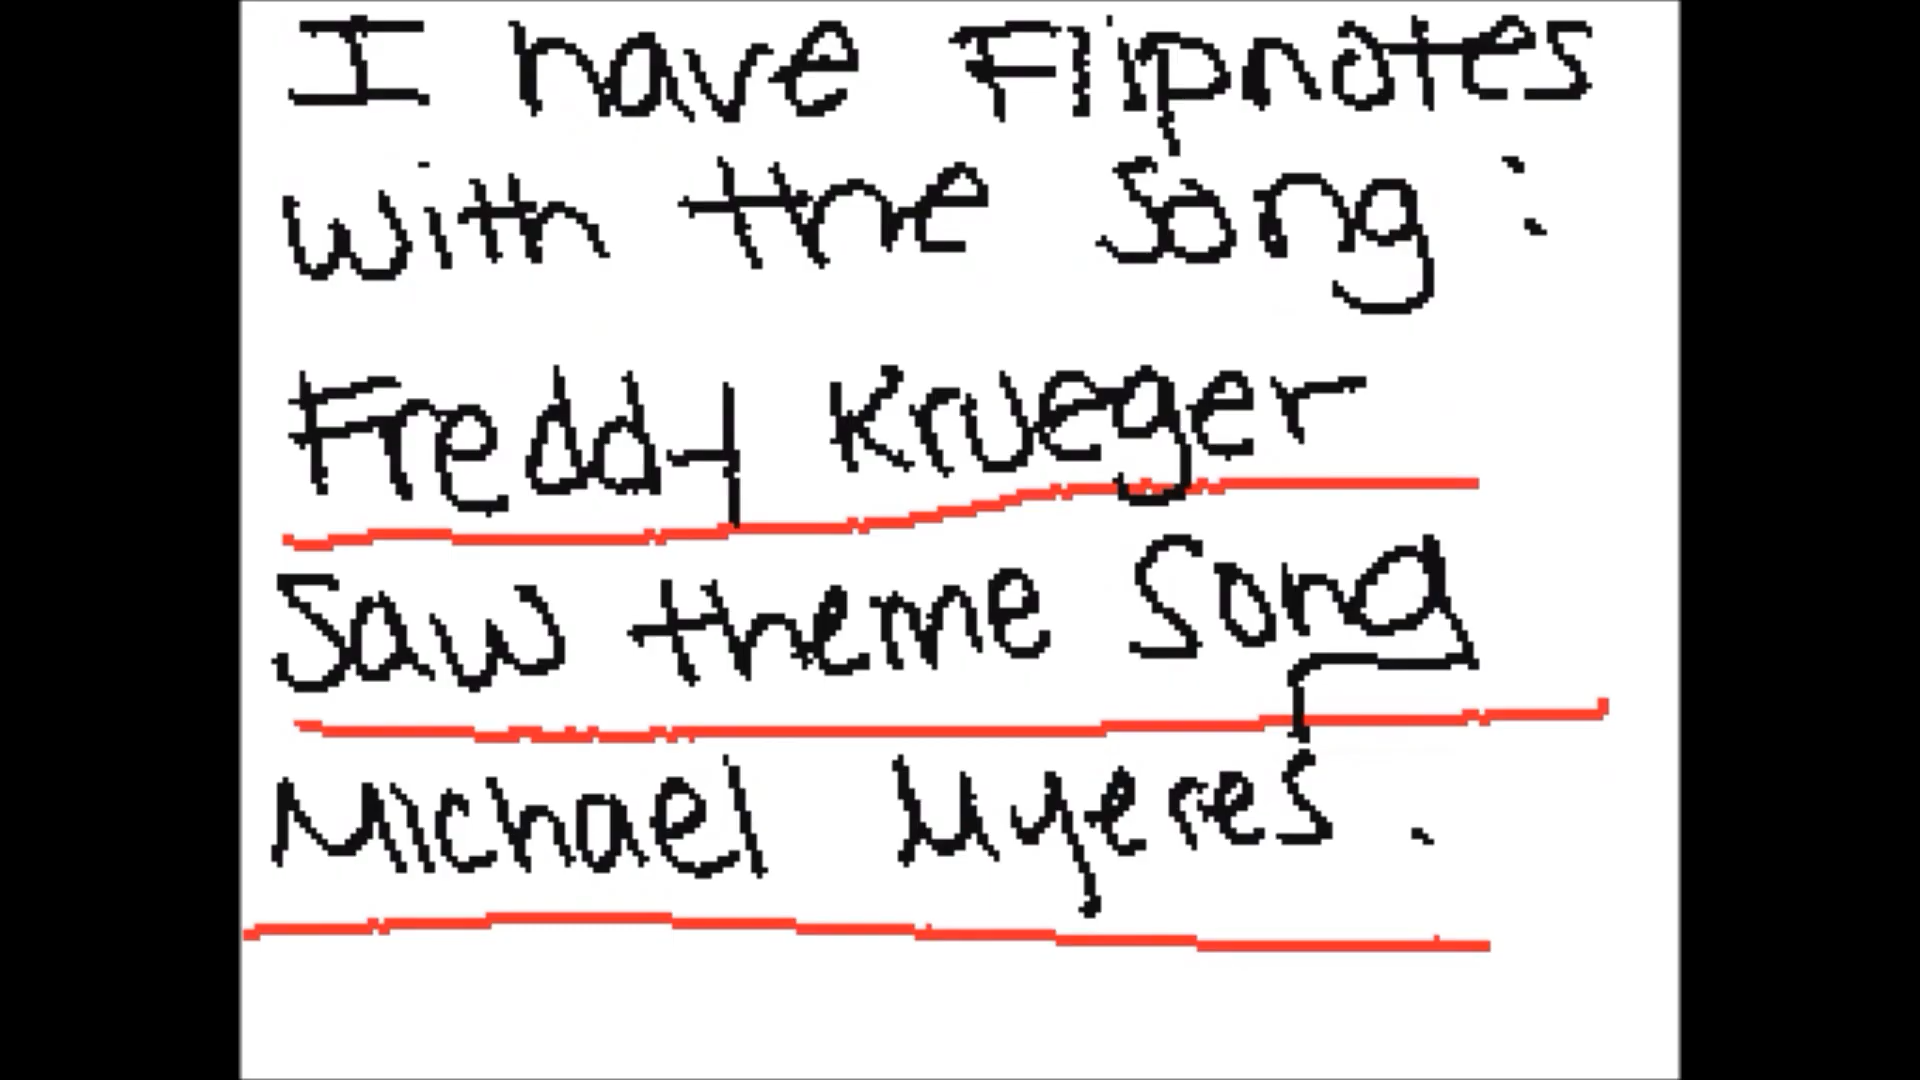 I have Flipnotes
with the song:
Freddy Krueger
Saw theme Song
Michael Myeres.